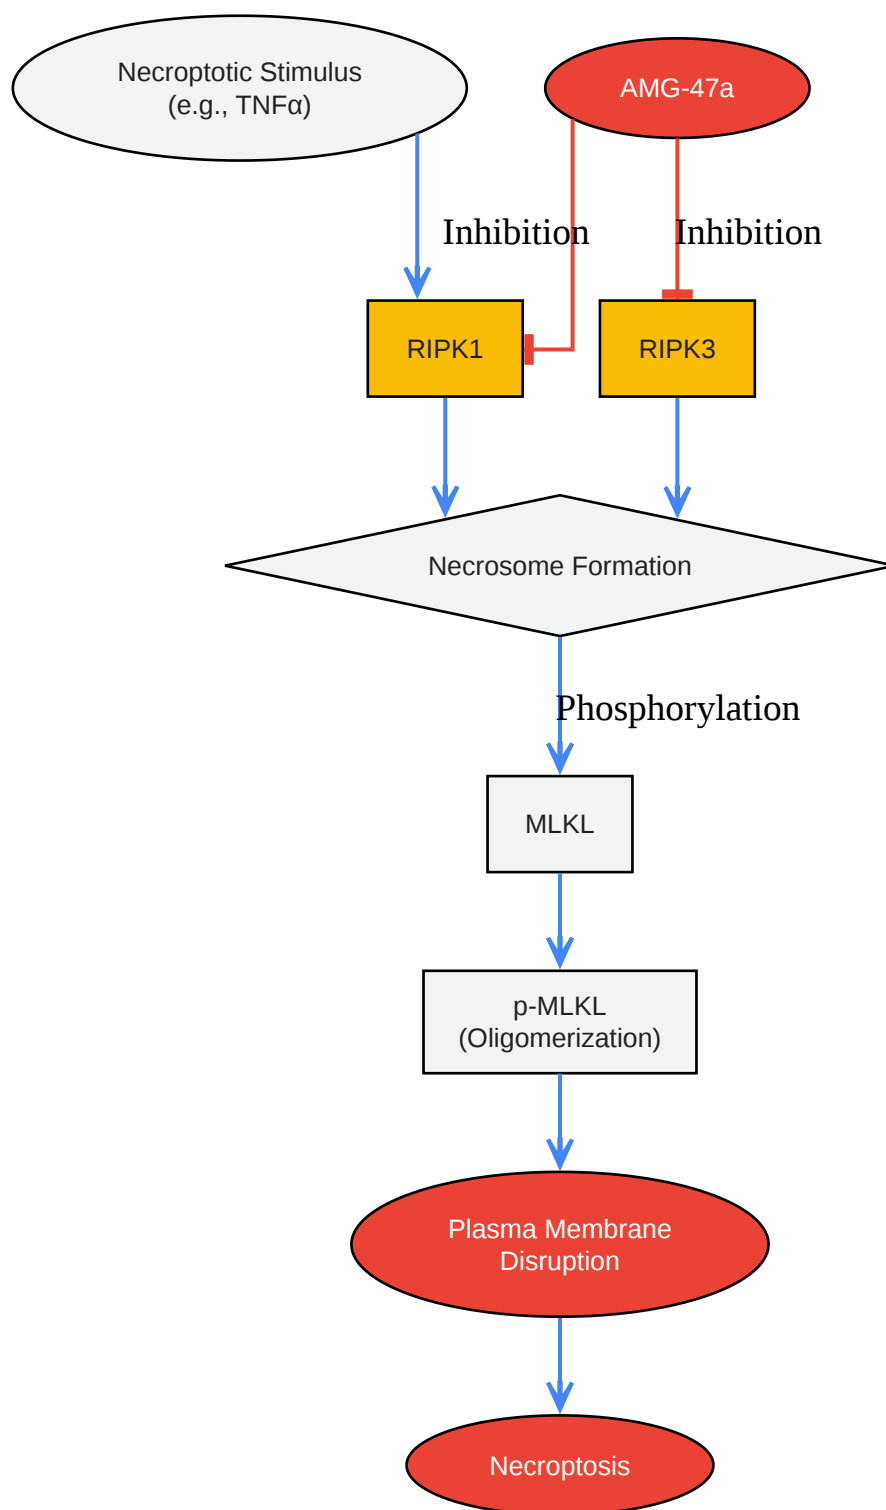 Necroptotic Stimulus
(e.g., TNFα)
AMG-47a
Inhibition
Inhibition
RIPK1
RIPK3
Necrosome Formation
Phosphorylation
MLKL
p-MLKL
(Oligomerization)
Plasma Membrane
Disruption
Necroptosis